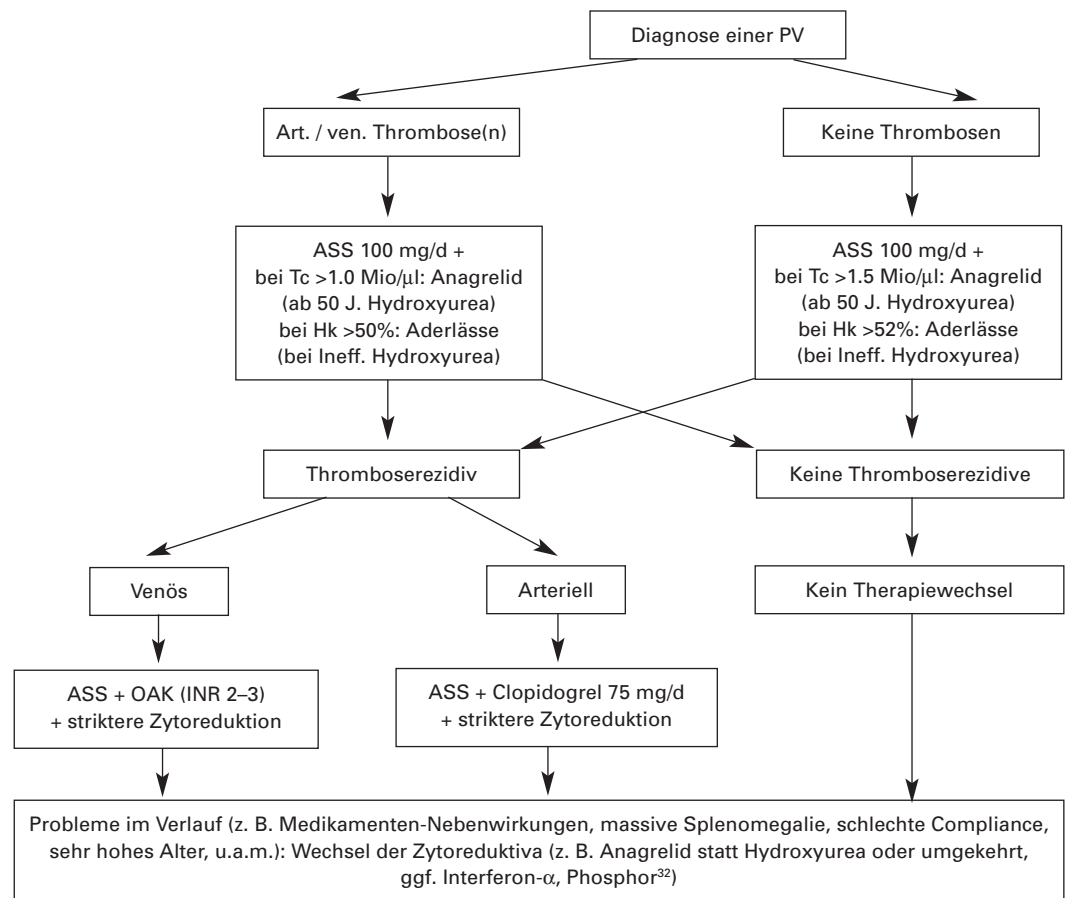 Diagnose einer PV
Art. / ven. Thrombose(n)
Keine Thrombosen
ASS 100 mg/d +
bei Tc >1.0 Mio/µl: Anagrelid
(ab 50 J. Hydroxyurea)
bei Hk >50%: Aderlässe
(bei Ineff. Hydroxyurea)
ASS 100 mg/d +
bei Tc >1.5 Mio/µl: Anagrelid
(ab 50 J. Hydroxyurea)
bei Hk >52%: Aderlässe
(bei Ineff. Hydroxyurea)
Thromboserezidiv
Keine Thromboserezidive
Venös
Arteriell
Kein Therapiewechsel
ASS + OAK (INR 2–3)
+ striktere Zytoreduktion
ASS + Clopidogrel 75 mg/d
+ striktere Zytoreduktion
Probleme im Verlauf (z. B. Medikamenten-Nebenwirkungen, massive Splenomegalie, schlechte Compliance,
sehr hohes Alter, u.a.m.): Wechsel der Zytoreduktiva (z. B. Anagrelid statt Hydroxyurea oder umgekehrt,
ggf. Interferon-α, Phosphor³²)